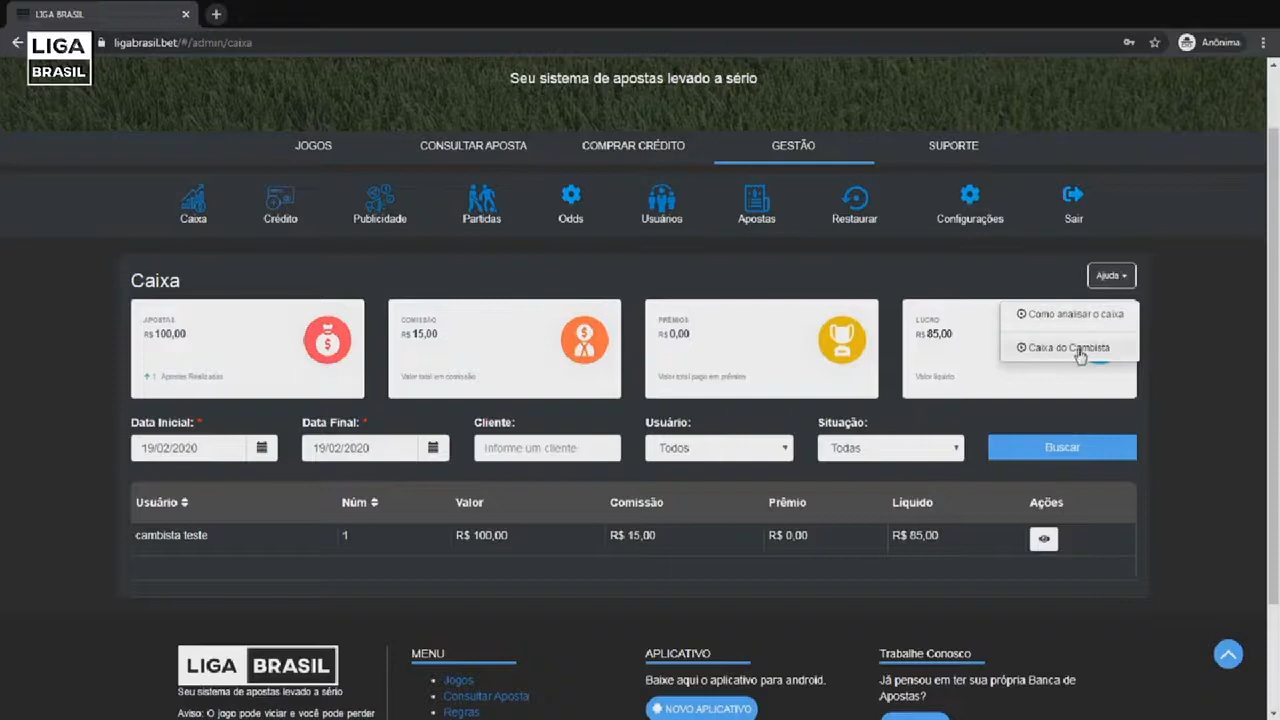 LIGA BRASIL
ligabrasil.bet/#/admin/caixa
Anônima
LIGA
BRASIL
Seu sistema de apostas levado a sério
JOGOS CONSULTAR APOSTA COMPRAR CRÉDITO GESTÃO SUPORTE
Caixa Crédito Publicidade Partidas Odds Usuários Apostas Restaurar Configurações Sair
Caixa
Ajuda
Como analisar o caixa
Caixa do Cambista
APOSTAS
R$ 100,00
1 Apostas Realizadas
COMISSÃO
R$ 15,00
Valor total em comissão
PRÊMIOS
R$ 0,00
Valor total pago em prêmios
LUCRO
R$ 85,00
Valor líquido
Data Inicial: * Data Final: * Cliente: Usuário: Situação:
19/02/2020 19/02/2020 Informe um cliente Todos Todas Buscar
Usuário Núm Valor Comissão Prêmio Líquido Ações
cambista teste 1 R$ 100,00 R$ 15,00 R$ 0,00 R$ 85,00
LIGA BRASIL
Seu sistema de apostas levado a sério
Aviso: O jogo pode viciar e você pode perder
MENU
Jogos
Consultar Aposta
Regras
APLICATIVO
Baixe aqui o aplicativo para android.
NOVO APLICATIVO
Trabalhe Conosco
Já pensou em ter sua própria Banca de
Apostas?